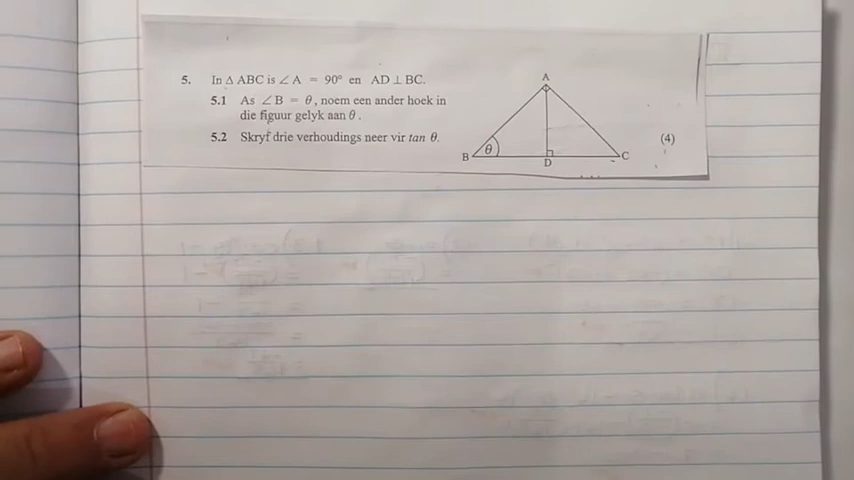 5. In Δ ABC is ∠ A = 90° en AD ⊥ BC.
5.1 As ∠B = θ, noem een ander hoek in
die figuur gelyk aan θ.
5.2 Skryf drie verhoudings neer vir tan θ.
(4)
A
B
θ
D
C